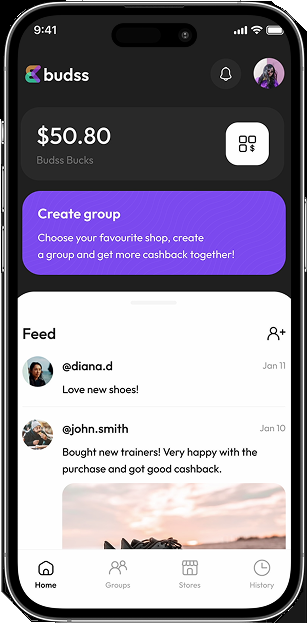 9:41
budss
$50.80
Budss Bucks
$
Create group
Choose your favourite shop, create
a group and get more cashback together!
Feed
@diana.d
Jan 11
Love new shoes!
@john.smith
Jan 10
Bought new trainers! Very happy with the
purchase and got good cashback.
Home
Groups
Stores
History